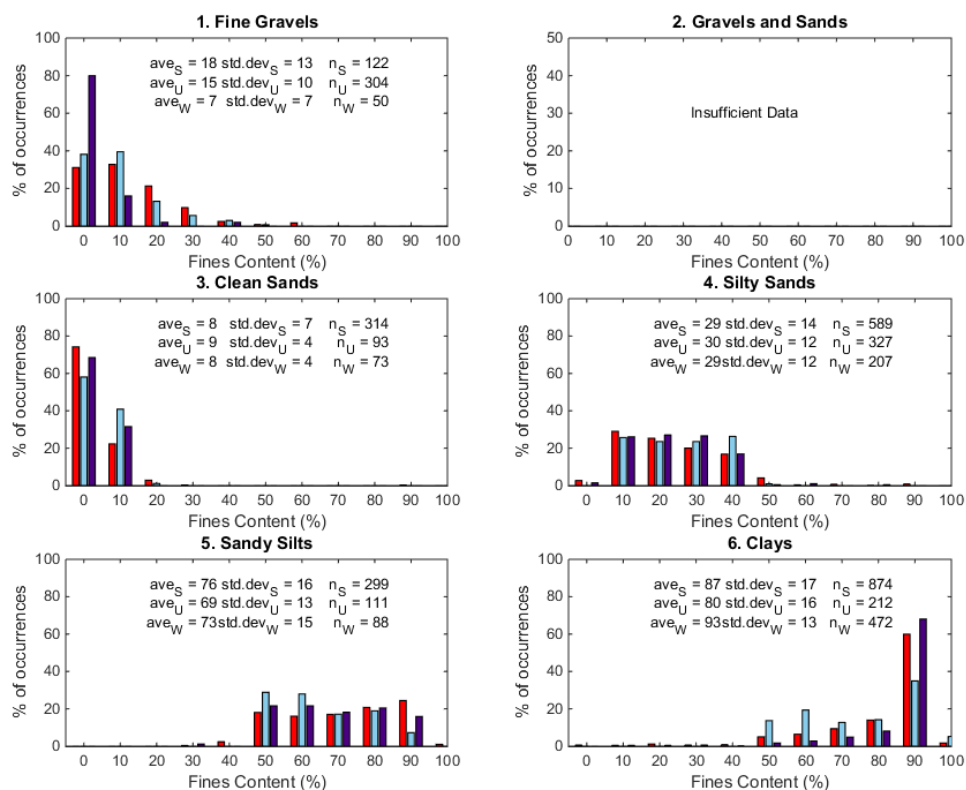 1. Fine Gravels
100
80
60
40
20
0
% of occurrences
ave_S = 18 std.dev_S = 13 n_S = 122
ave_U = 15 std.dev_U = 10 n_U = 304
ave_W = 7 std.dev_W = 7 n_W = 50
0 10 20 30 40 50 60 70 80 90 100
Fines Content (%)
2. Gravels and Sands
50
40
30
20
10
0
% of occurrences
Insufficient Data
0 10 20 30 40 50 60 70 80 90 100
Fines Content (%)
3. Clean Sands
100
80
60
40
20
0
% of occurrences
ave_S = 8 std.dev_S = 7 n_S = 314
ave_U = 9 std.dev_U = 4 n_U = 93
ave_W = 8 std.dev_W = 4 n_W = 73
0 10 20 30 40 50 60 70 80 90 100
Fines Content (%)
4. Silty Sands
100
80
60
40
20
0
% of occurrences
ave_S = 29 std.dev_S = 14 n_S = 589
ave_U = 30 std.dev_U = 12 n_U = 327
ave_W = 29 std.dev_W = 12 n_W = 207
0 10 20 30 40 50 60 70 80 90 100
Fines Content (%)
5. Sandy Silts
100
80
60
40
20
0
% of occurrences
ave_S = 76 std.dev_S = 16 n_S = 299
ave_U = 69 std.dev_U = 13 n_U = 111
ave_W = 73 std.dev_W = 15 n_W = 88
0 10 20 30 40 50 60 70 80 90 100
Fines Content (%)
6. Clays
100
80
60
40
20
0
% of occurrences
ave_S = 87 std.dev_S = 17 n_S = 874
ave_U = 80 std.dev_U = 16 n_U = 212
ave_W = 93 std.dev_W = 13 n_W = 472
0 10 20 30 40 50 60 70 80 90 100
Fines Content (%)